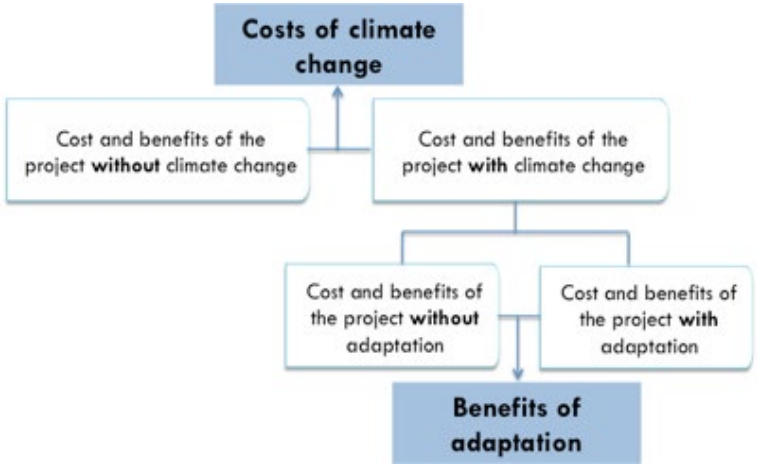 Costs of climate
change
Cost and benefits of the
project without climate change
Cost and benefits of the
project with climate change
Cost and benefits of
the project without
adaptation
Cost and benefits of
the project with
adaptation
Benefits of
adaptation